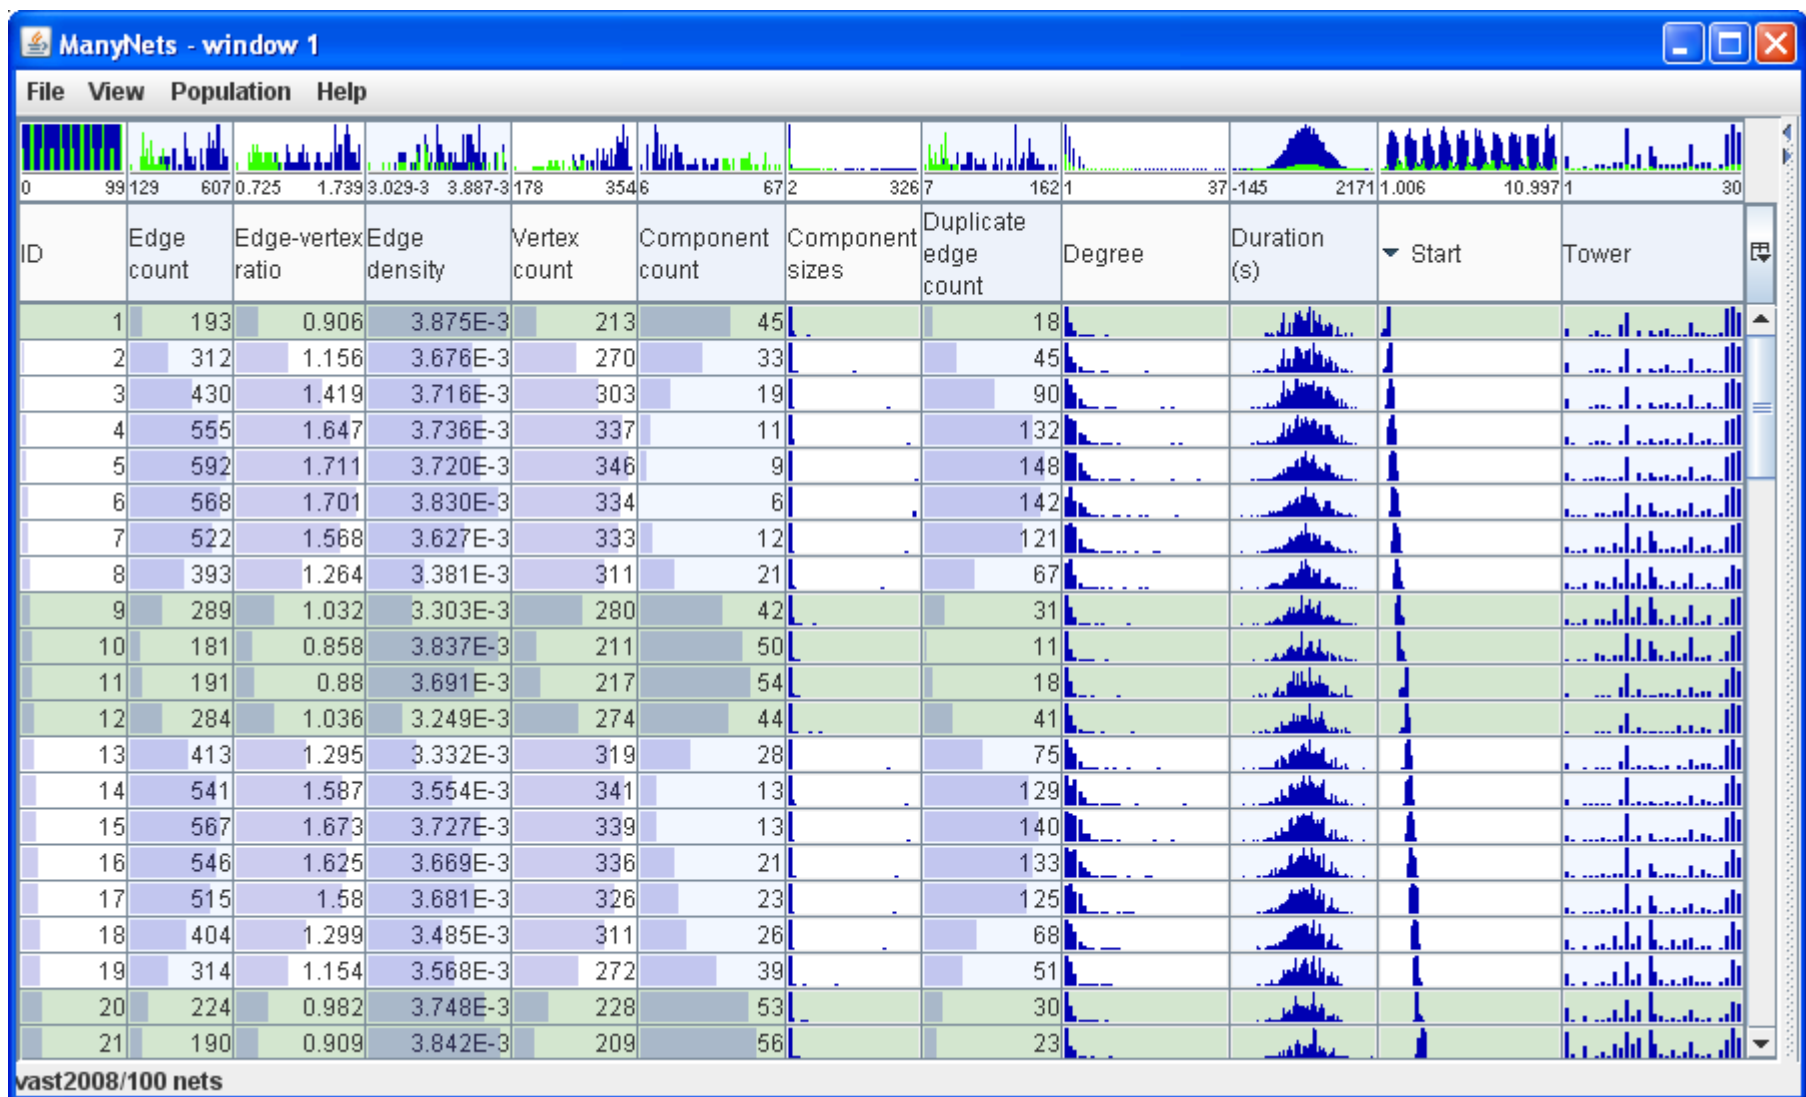 ManyNets - window 1
File View Population Help
0 99 129 607 0.725 1.739 3.029-3 3.887-3 178 354 6 67 2 326 7 162 1 37 -145 2171 1.006 10.997 1 30
ID Edge count Edge-vertex ratio Edge density Vertex count Component count Component sizes Duplicate edge count Degree Duration (s) Start Tower
1 193 0.906 3.875E-3 213 45 18
2 312 1.156 3.676E-3 270 33 45
3 430 1.419 3.716E-3 303 19 90
4 555 1.647 3.736E-3 337 11 132
5 592 1.711 3.720E-3 346 9 148
6 568 1.701 3.830E-3 334 6 142
7 522 1.568 3.627E-3 333 12 121
8 393 1.264 3.381E-3 311 21 67
9 289 1.032 3.303E-3 280 42 31
10 181 0.858 3.837E-3 211 50 11
11 191 0.88 3.691E-3 217 54 18
12 284 1.036 3.249E-3 274 44 41
13 413 1.295 3.332E-3 319 28 75
14 541 1.587 3.554E-3 341 13 129
15 567 1.673 3.727E-3 339 13 140
16 546 1.625 3.669E-3 336 21 133
17 515 1.58 3.681E-3 326 23 125
18 404 1.299 3.485E-3 311 26 68
19 314 1.154 3.568E-3 272 39 51
20 224 0.982 3.748E-3 228 53 30
21 190 0.909 3.842E-3 209 56 23
vast2008/100 nets